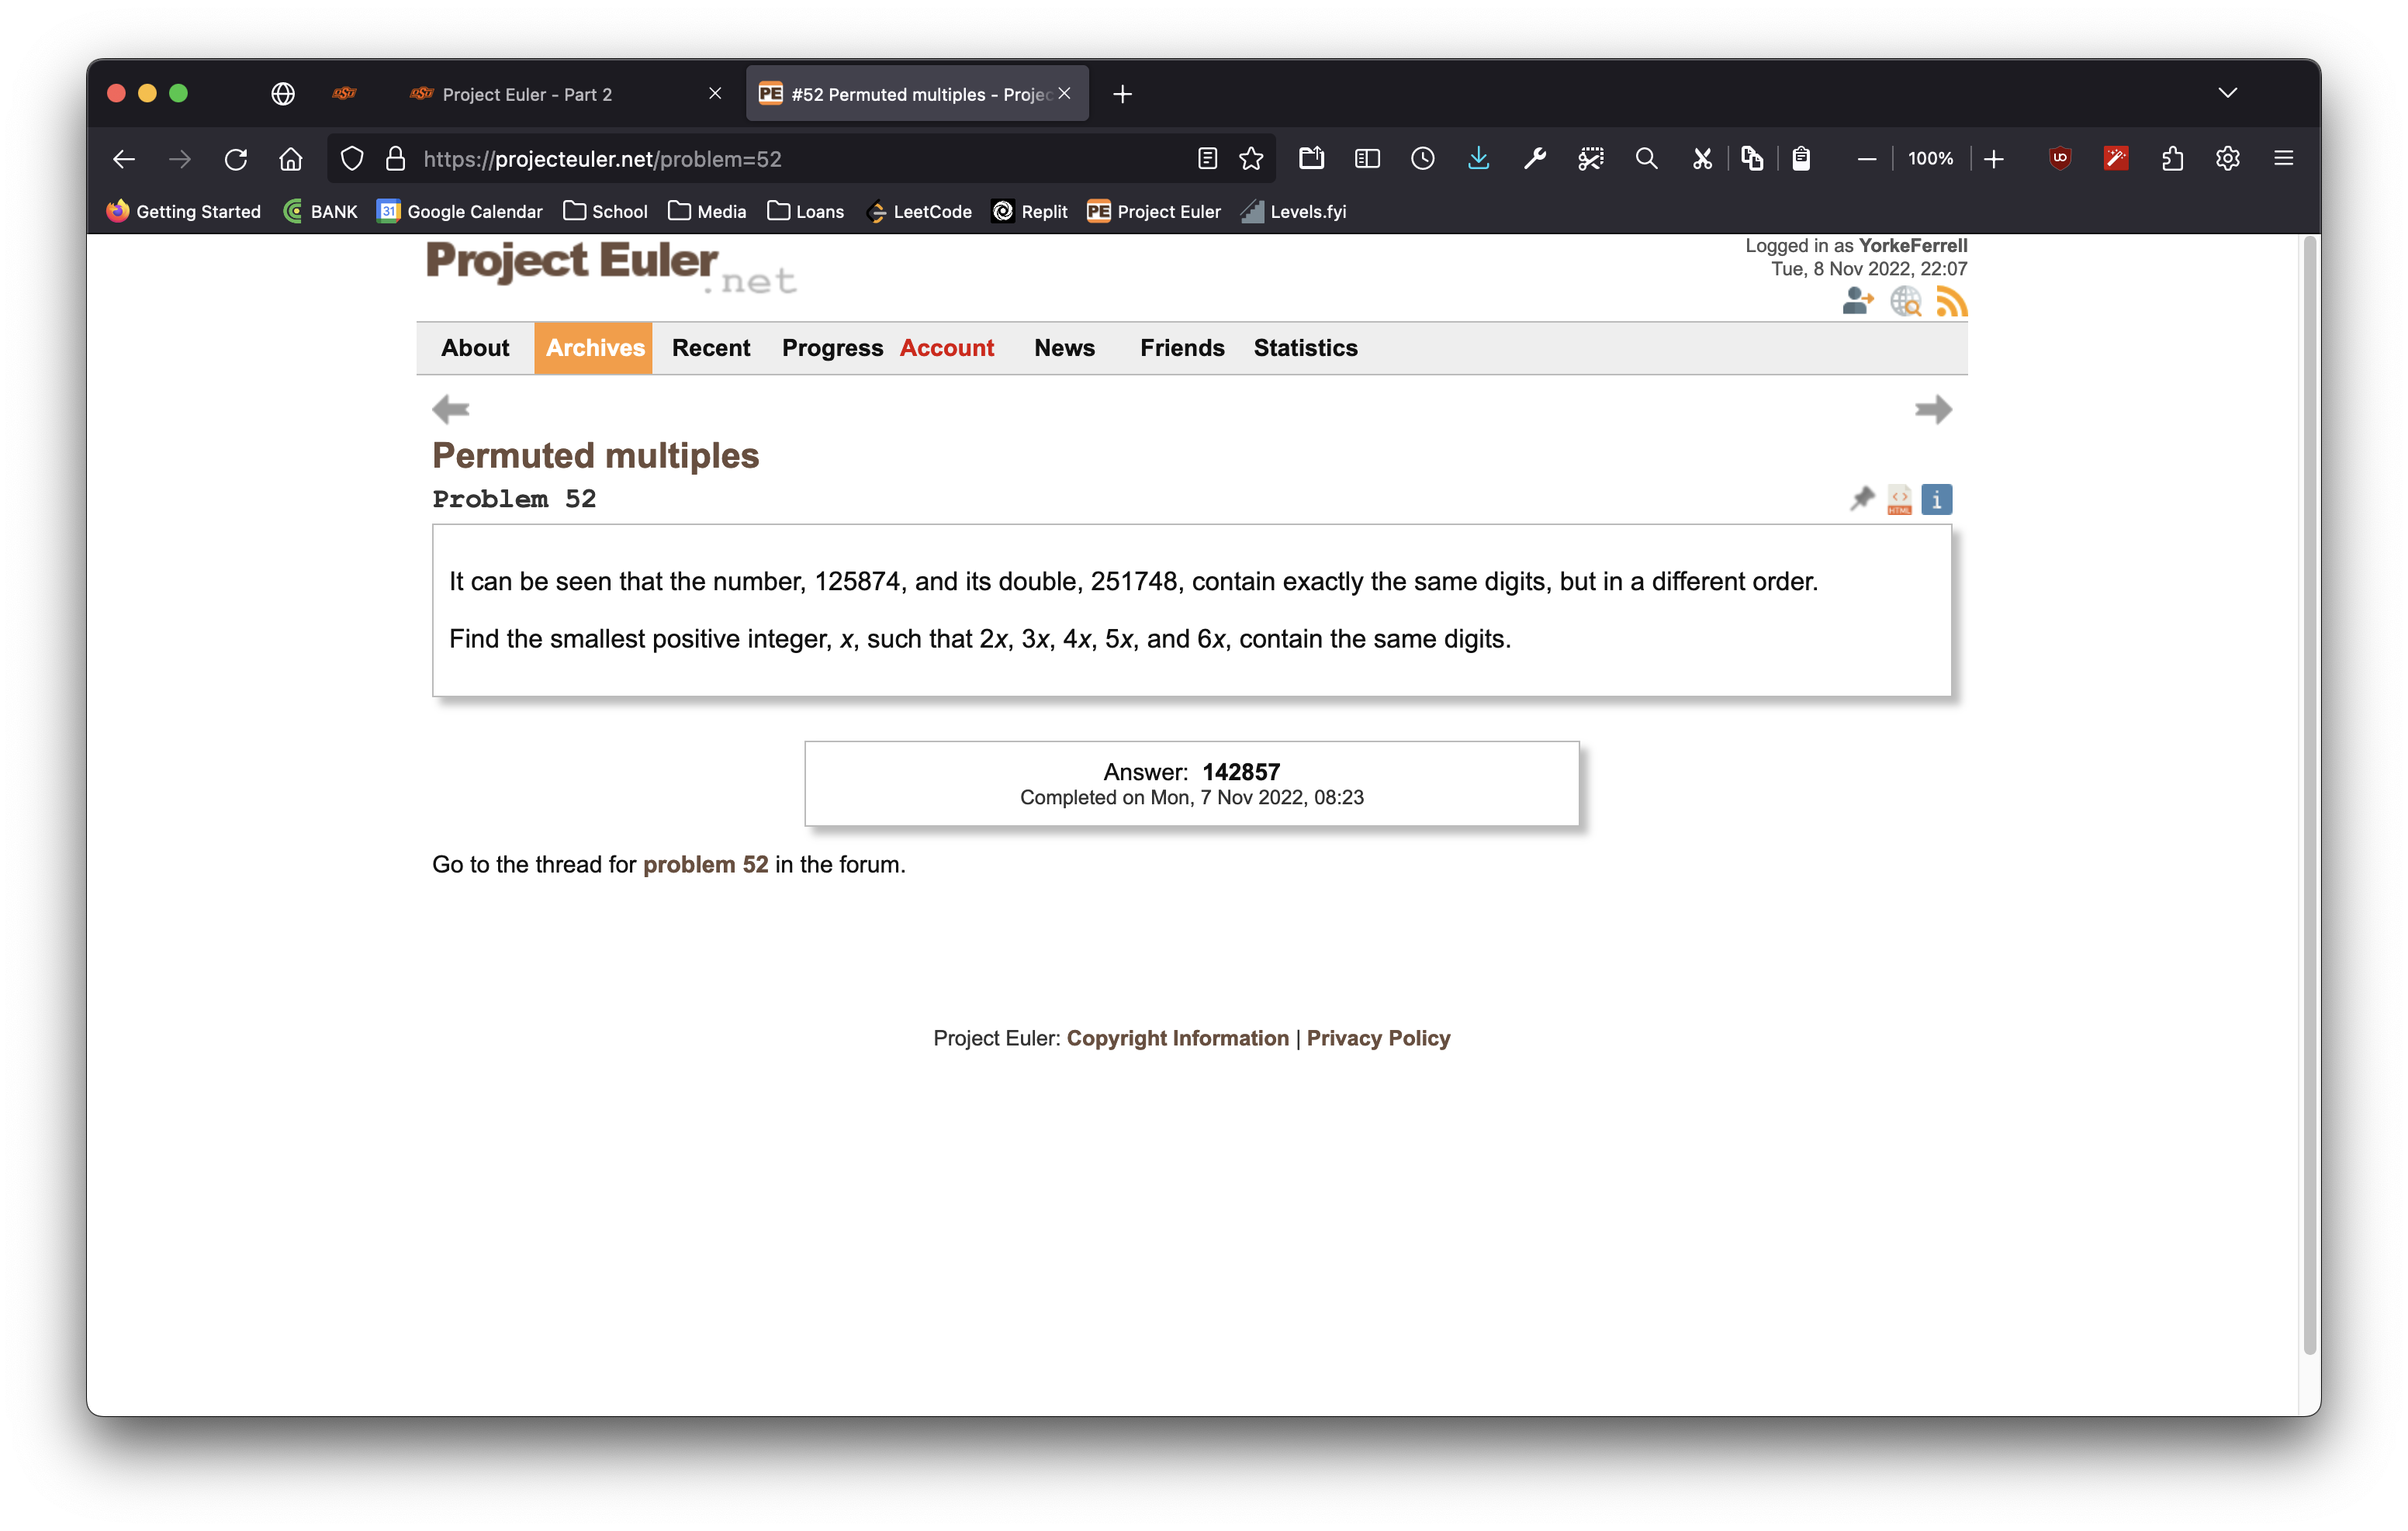 Project Euler - Part 2
#52 Permuted multiples - Projec
https://projecteuler.net/problem=52
100%
Getting Started BANK 31 Google Calendar School Media Loans LeetCode Replit PE Project Euler Levels.fyi
Project Euler.net
Logged in as YorkeFerrell
Tue, 8 Nov 2022, 22:07
About Archives Recent Progress Account News Friends Statistics
Permuted multiples
Problem 52
It can be seen that the number, 125874, and its double, 251748, contain exactly the same digits, but in a different order.
Find the smallest positive integer, x, such that 2x, 3x, 4x, 5x, and 6x, contain the same digits.
Answer: 142857
Completed on Mon, 7 Nov 2022, 08:23
Go to the thread for problem 52 in the forum.
Project Euler: Copyright Information | Privacy Policy